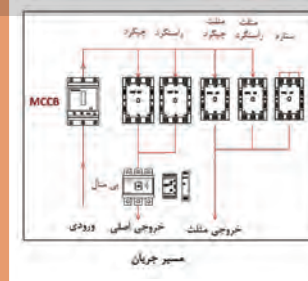 مثلث مثلث
چپگرد راستگرد چپگرد راستگرد ستاره
MCCB
بی متال
ورودی خروجی اصلی خروجی مثلث
مسیر جریان